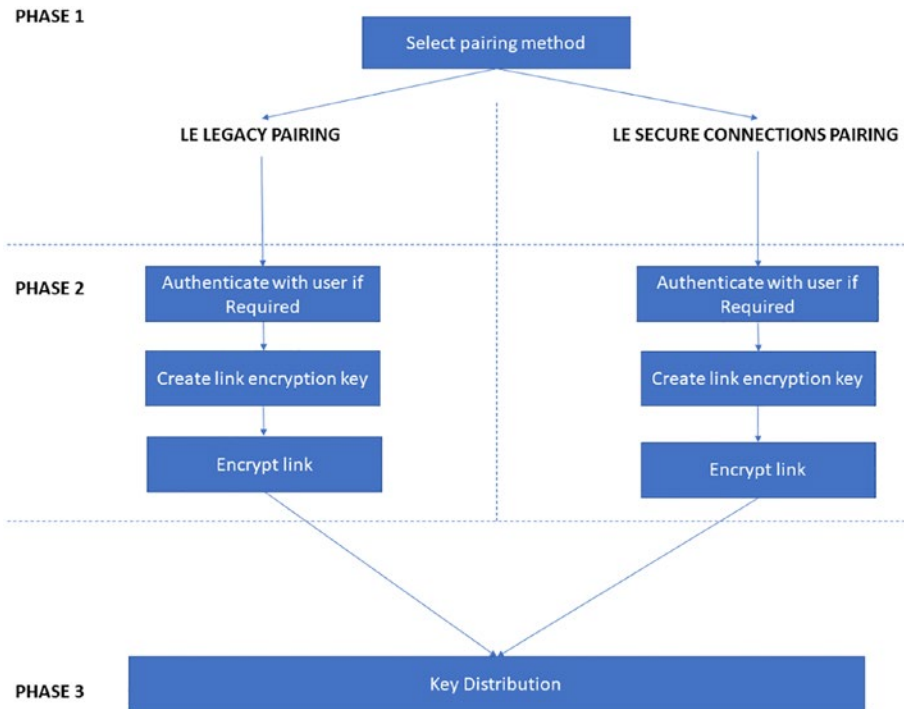 PHASE 1
Select pairing method
LE LEGACY PAIRING
LE SECURE CONNECTIONS PAIRING
PHASE 2
Authenticate with user if
Required
Create link encryption key
Encrypt link
Authenticate with user if
Required
Create link encryption key
Encrypt link
PHASE 3
Key Distribution